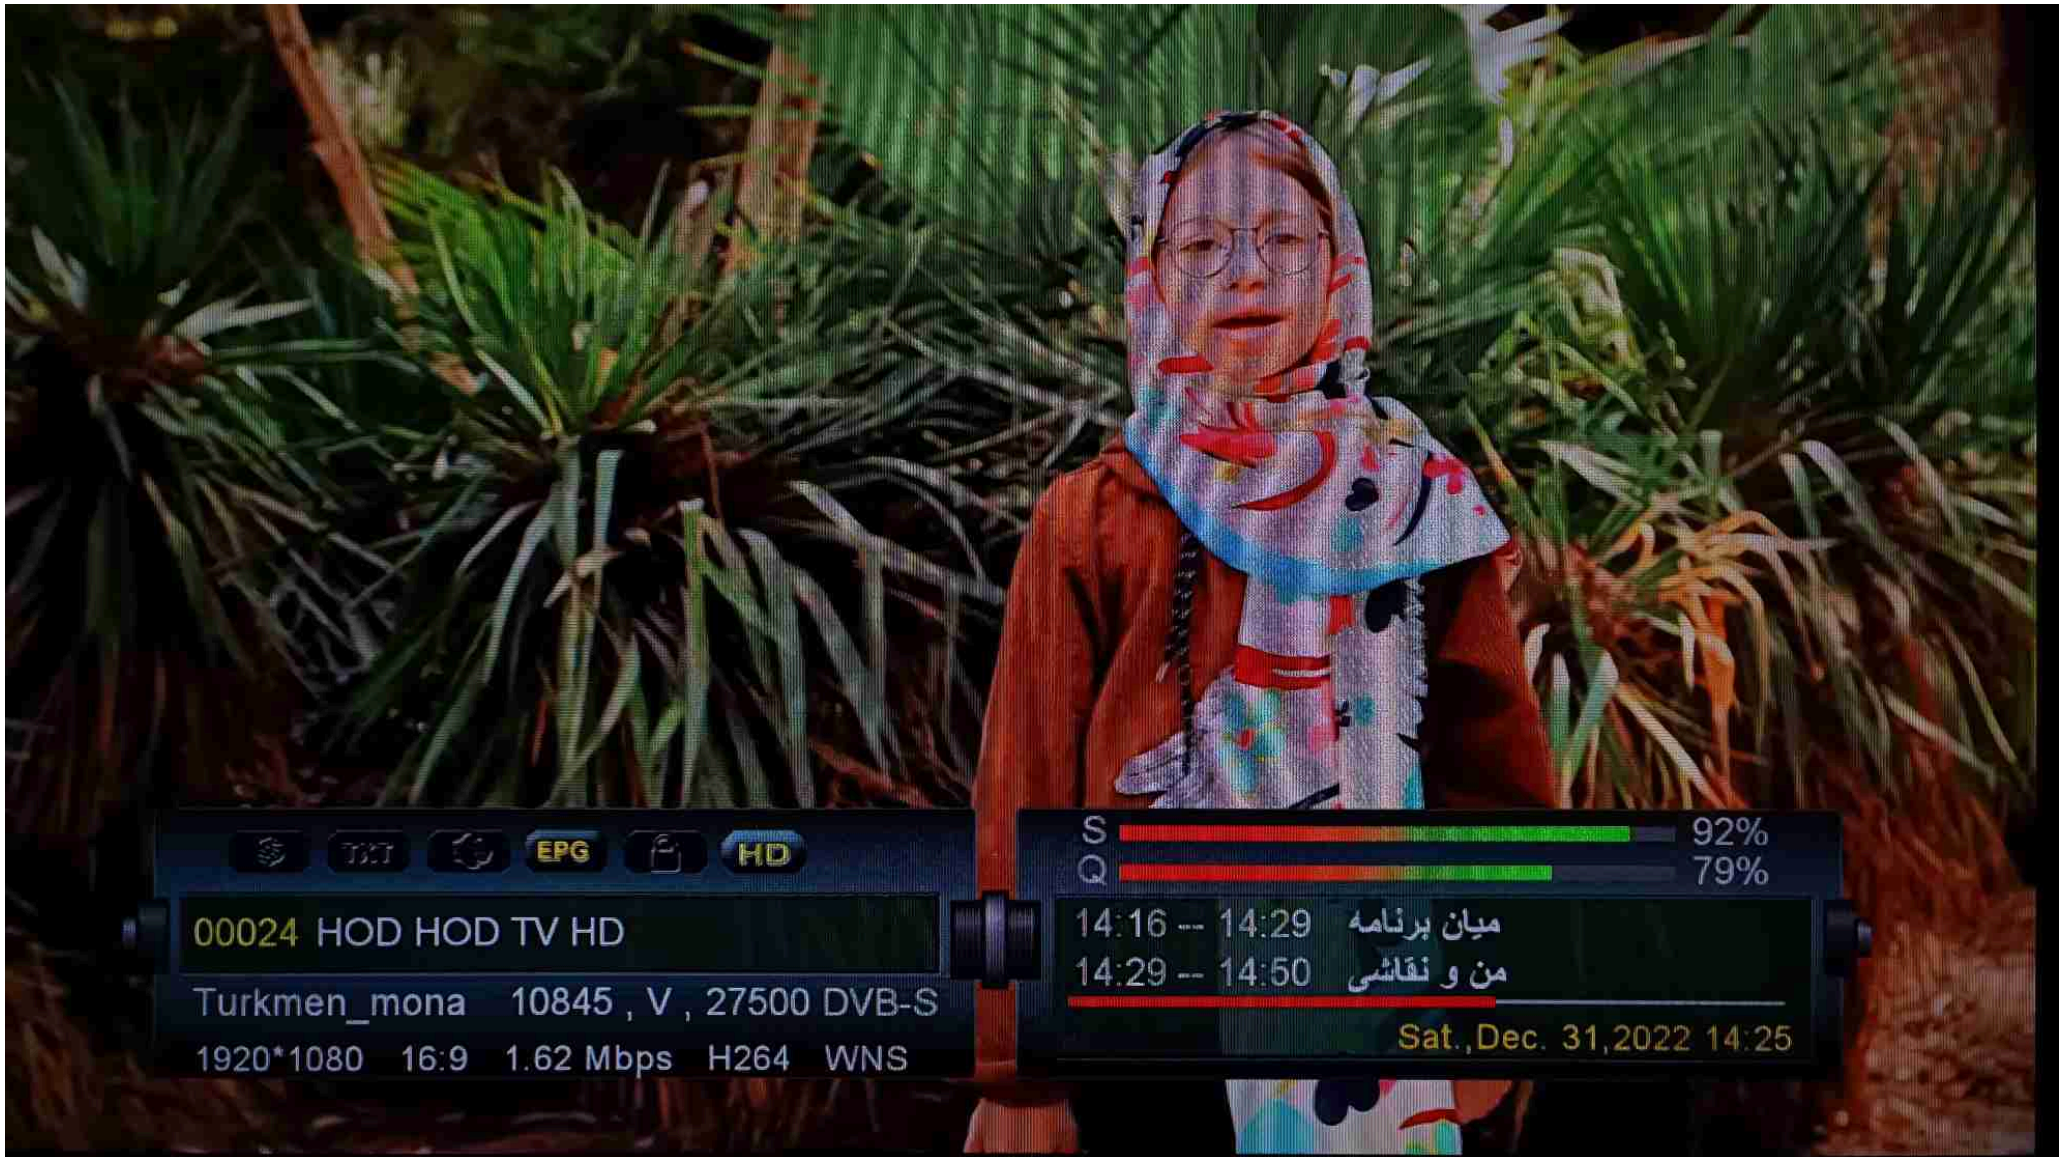 TXT EPG HD
00024 HOD HOD TV HD
Turkmen_mona 10845 , V , 27500 DVB-S
1920*1080 16:9 1.62 Mbps H264 WNS
S 92%
Q 79%
14:16 -- 14:29 میان برنامه
14:29 -- 14:50 من و نقاشی
Sat.,Dec. 31,2022 14:25